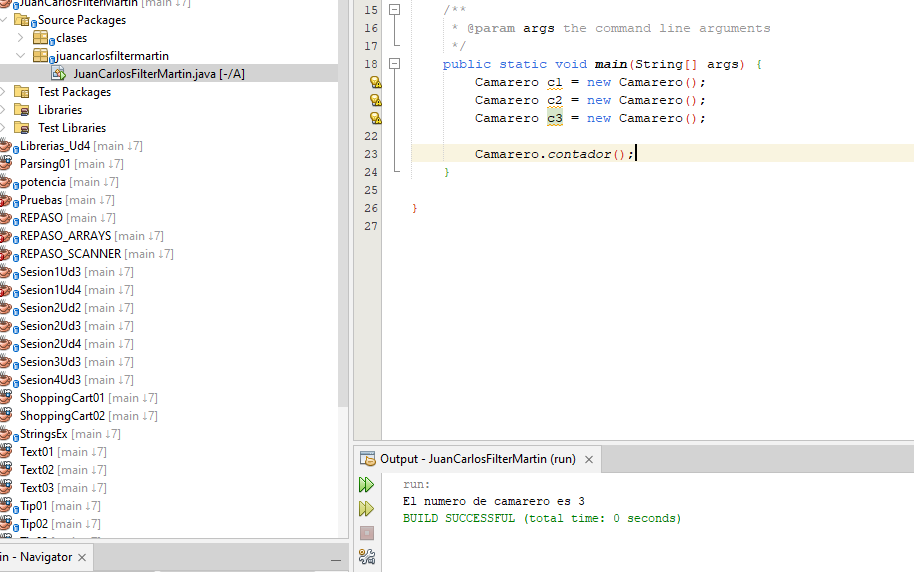 JuanCarlosFilterMartin [main ↓7]
Source Packages
clases
juancarlosfiltermartin
JuanCarlosFilterMartin.java [-/A]
Test Packages
Libraries
Test Libraries
Librerias_Ud4 [main ↓7]
Parsing01 [main ↓7]
potencia [main ↓7]
Pruebas [main ↓7]
REPASO [main ↓7]
REPASO_ARRAYS [main ↓7]
REPASO_SCANNER [main ↓7]
Sesion1Ud3 [main ↓7]
Sesion1Ud4 [main ↓7]
Sesion2Ud2 [main ↓7]
Sesion2Ud3 [main ↓7]
Sesion2Ud4 [main ↓7]
Sesion3Ud3 [main ↓7]
Sesion4Ud3 [main ↓7]
ShoppingCart01 [main ↓7]
ShoppingCart02 [main ↓7]
StringsEx [main ↓7]
Text01 [main ↓7]
Text02 [main ↓7]
Text03 [main ↓7]
Tip01 [main ↓7]
Tip02 [main ↓7]
in - Navigator ×
15 /**
16 * @param args the command line arguments
17 */
18 public static void main(String[] args) {
Camarero c1 = new Camarero();
Camarero c2 = new Camarero();
Camarero c3 = new Camarero();
22
23 Camarero.contador();
24 }
25
26 }
27
Output - JuanCarlosFilterMartin (run) ×
run:
El numero de camarero es 3
BUILD SUCCESSFUL (total time: 0 seconds)